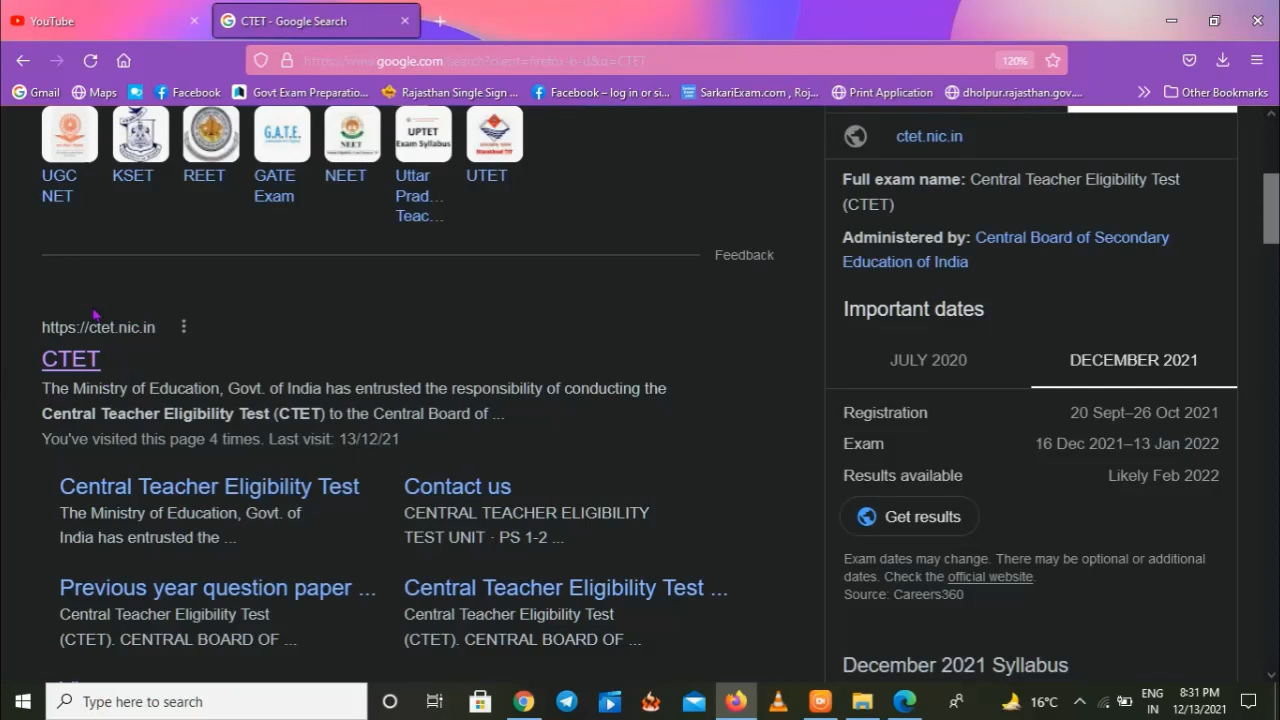 YouTube
CTET - Google Search
https://www.google.com/search?client=firefox-b-d&q=CTET
120%
Gmail
Maps
Facebook
Govt Exam Preparatio...
Rajasthan Single Sign ...
Facebook – log in or si...
SarkariExam.com , Roj...
Print Application
dholpur.rajasthan.gov....
Other Bookmarks
G.A.T.E.
NEET
UPTET
Exam Syllabus
UGC
NET
KSET
REET
GATE
Exam
NEET
Uttar
Prad...
Teac...
UTET
Feedback
https://ctet.nic.in
CTET
The Ministry of Education, Govt. of India has entrusted the responsibility of conducting the
Central Teacher Eligibility Test (CTET) to the Central Board of ...
You've visited this page 4 times. Last visit: 13/12/21
Central Teacher Eligibility Test
The Ministry of Education, Govt. of
India has entrusted the ...
Contact us
CENTRAL TEACHER ELIGIBILITY
TEST UNIT · PS 1-2 ...
Previous year question paper ...
Central Teacher Eligibility Test
(CTET). CENTRAL BOARD OF ...
Central Teacher Eligibility Test ...
Central Teacher Eligibility Test
(CTET). CENTRAL BOARD OF ...
ctet.nic.in
Full exam name: Central Teacher Eligibility Test
(CTET)
Administered by: Central Board of Secondary
Education of India
Important dates
JULY 2020
DECEMBER 2021
Registration
20 Sept–26 Oct 2021
Exam
16 Dec 2021–13 Jan 2022
Results available
Likely Feb 2022
Get results
Exam dates may change. There may be optional or additional
dates. Check the official website.
Source: Careers360
December 2021 Syllabus
Type here to search
16°C
ENG
IN
8:31 PM
12/13/2021